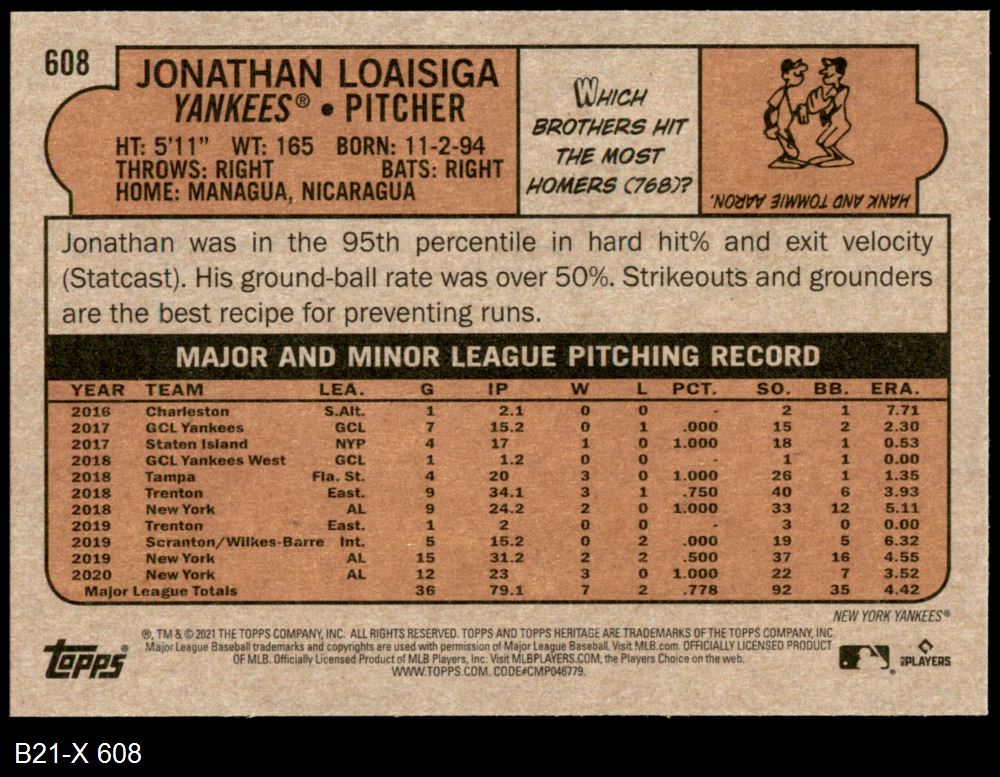 608
JONATHAN LOAISIGA
YANKEES® • PITCHER
HT: 5'11" WT: 165 BORN: 11-2-94
THROWS: RIGHT BATS: RIGHT
HOME: MANAGUA, NICARAGUA
WHICH
BROTHERS HIT
THE MOST
HOMERS (768)?
HANK AND TOMMIE AARON.
Jonathan was in the 95th percentile in hard hit% and exit velocity
(Statcast). His ground-ball rate was over 50%. Strikeouts and grounders
are the best recipe for preventing runs.
MAJOR AND MINOR LEAGUE PITCHING RECORD
YEAR TEAM LEA. G IP W L PCT. SO. BB. ERA.
2016 Charleston S.Atl. 1 2.1 0 0 - 2 1 7.71
2017 GCL Yankees GCL 7 15.2 0 1 .000 15 2 2.30
2017 Staten Island NYP 4 17 1 0 1.000 18 1 0.53
2018 GCL Yankees West GCL 1 1.2 0 0 - 1 1 0.00
2018 Tampa Fla. St. 4 20 3 0 1.000 26 1 1.35
2018 Trenton East. 9 34.1 3 1 .750 40 6 3.93
2018 New York AL 9 24.2 2 0 1.000 33 12 5.11
2019 Trenton East. 1 2 0 0 - 3 0 0.00
2019 Scranton/Wilkes-Barre Int. 5 15.2 0 2 .000 19 5 6.32
2019 New York AL 15 31.2 2 2 .500 37 16 4.55
2020 New York AL 12 23 3 0 1.000 22 7 3.52
Major League Totals 36 79.1 7 2 .778 92 35 4.42
NEW YORK YANKEES®
®, TM & © 2021 THE TOPPS COMPANY, INC. ALL RIGHTS RESERVED. TOPPS AND TOPPS HERITAGE ARE TRADEMARKS OF THE TOPPS COMPANY, INC
Major League Baseball trademarks and copyrights are used with permission of Major League Baseball. Visit MLB.com. OFFICIALLY LICENSED PRODUCT
OF MLB. Officially Licensed Product of MLB Players, Inc. Visit MLBPLAYERS.COM, the Players Choice on the web.
WWW.TOPPS.COM. CODE#CMP046779.
topps®
MLB PLAYERS
B21-X 608